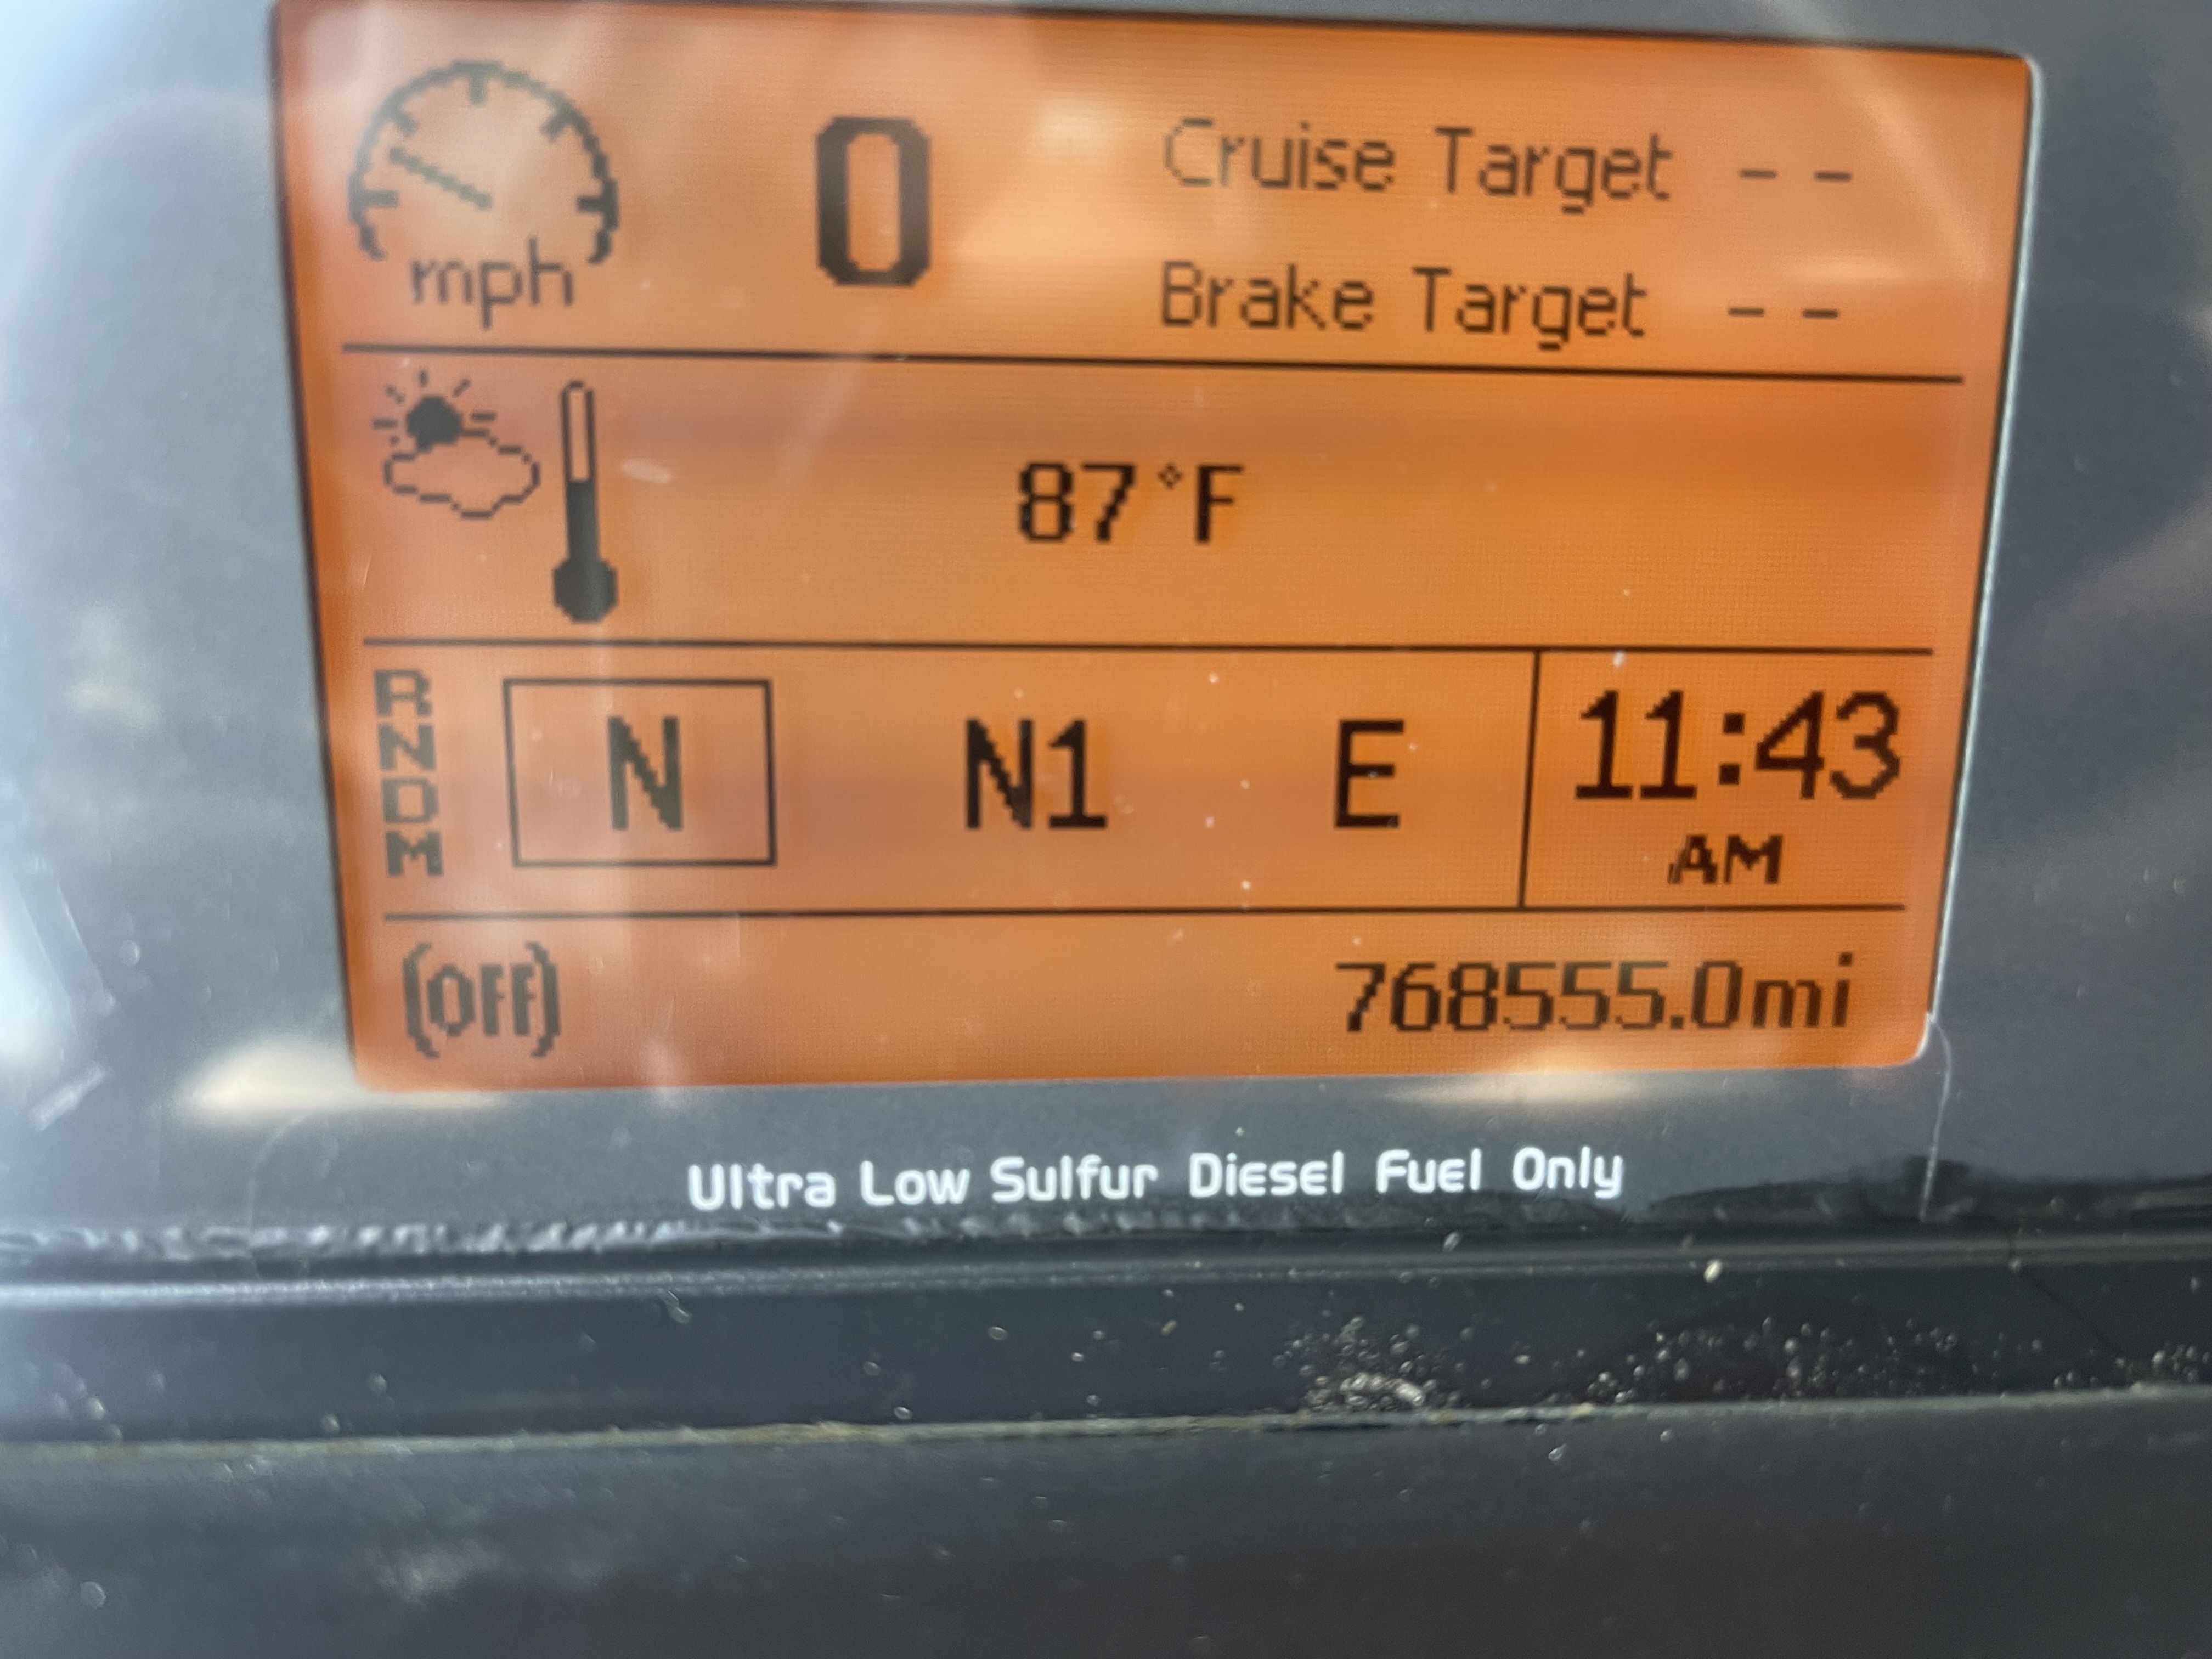 0 Cruise Target --
mph Brake Target --
87°F
RNDM N N1 E 11:43
AM
(OFF) 768555.0mi
Ultra Low Sulfur Diesel Fuel Only